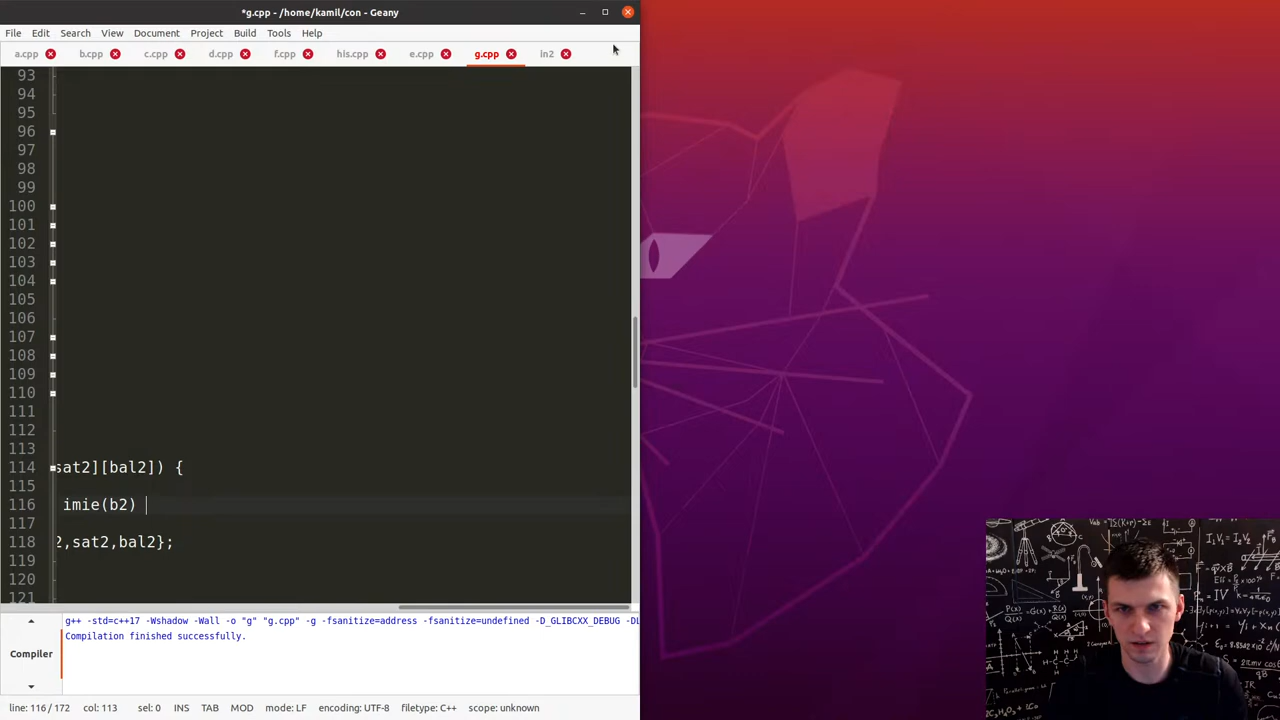 *g.cpp - /home/kamil/con - Geany
File Edit Search View Document Project Build Tools Help
a.cpp b.cpp c.cpp d.cpp f.cpp his.cpp e.cpp g.cpp in2
93
94
95
96
97
98
99
100
101
102
103
104
105
106
107
108
109
110
111
112
113
114 sat2][bal2]) {
115
116 imie(b2)
117
118 2,sat2,bal2};
119
120
121
g++ -std=c++17 -Wshadow -Wall -o "g" "g.cpp" -g -fsanitize=address -fsanitize=undefined -D_GLIBCXX_DEBUG -DL
Compilation finished successfully.
Compiler
line: 116 / 172 col: 113 sel: 0 INS TAB MOD mode: LF encoding: UTF-8 filetype: C++ scope: unknown